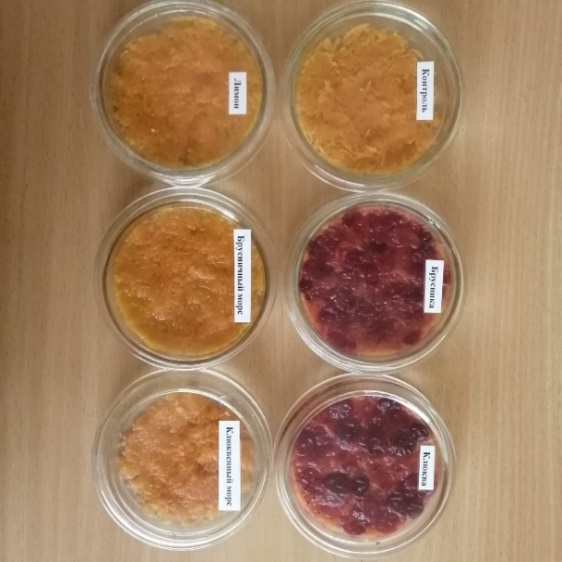 Контроль
Брусника
Клюква
Лимон
Брусничный морс
Клюквенный морс